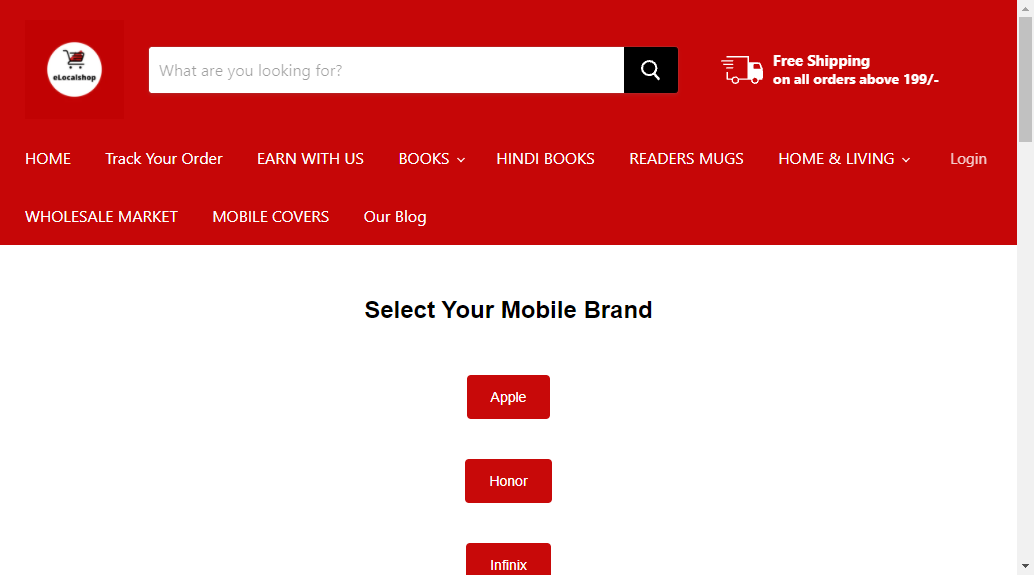 eLocalshop
What are you looking for?
Free Shipping
on all orders above 199/-
HOME
Track Your Order
EARN WITH US
BOOKS
HINDI BOOKS
READERS MUGS
HOME & LIVING
Login
WHOLESALE MARKET
MOBILE COVERS
Our Blog
Select Your Mobile Brand
Apple
Honor
Infinix